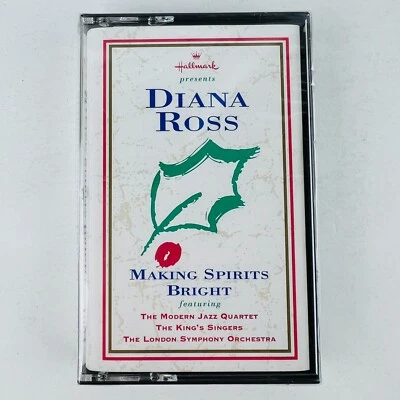 Hallmark
presents
DIANA
ROSS
MAKING SPIRITS
BRIGHT
featuring
THE MODERN JAZZ QUARTET
THE KING'S SINGERS
THE LONDON SYMPHONY ORCHESTRA